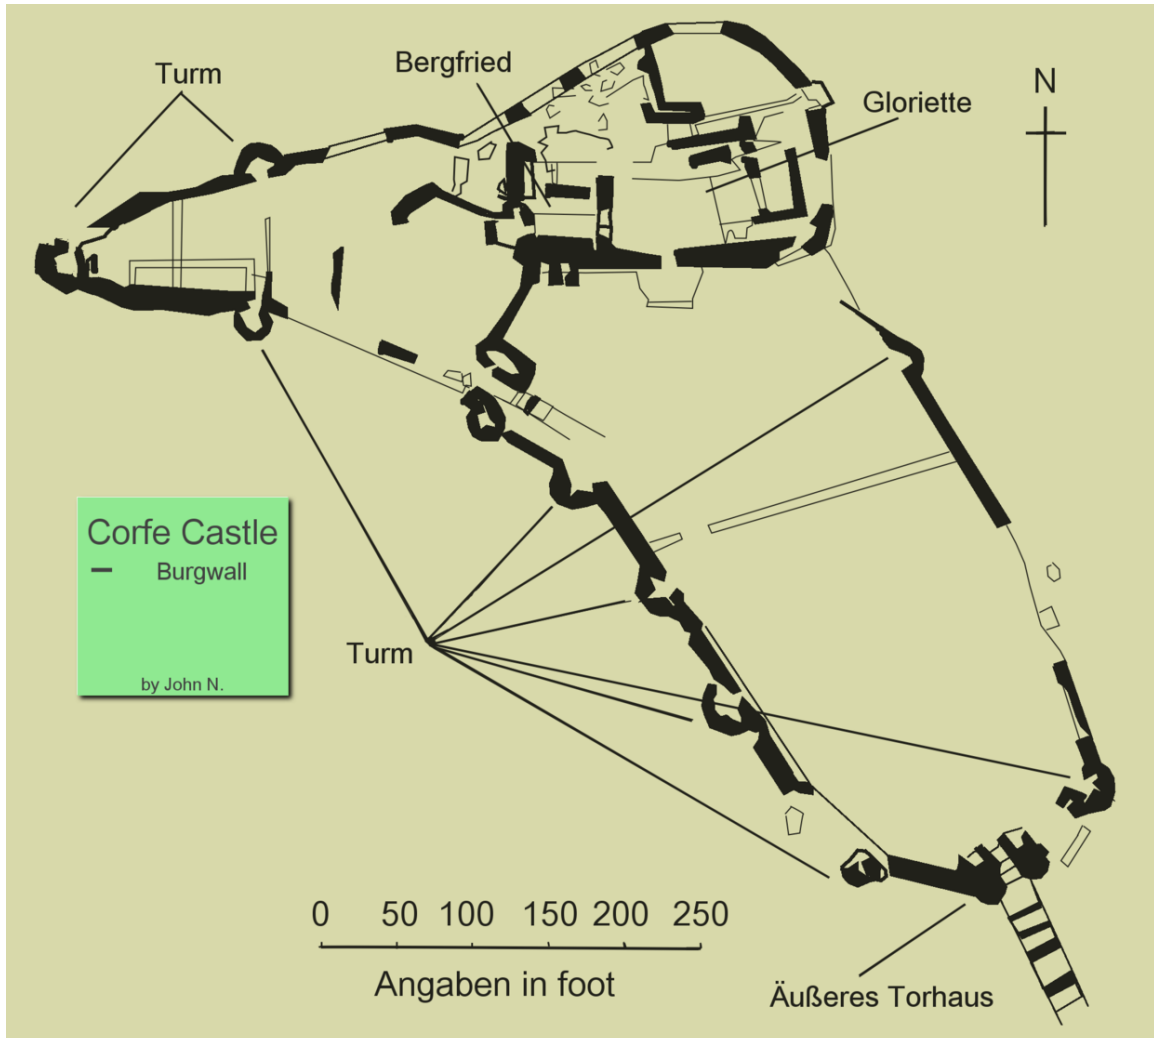 Turm
Bergfried
Gloriette
N
Corfe Castle
Burgwall
by John N.
Turm
0 50 100 150 200 250
Angaben in foot
Äußeres Torhaus